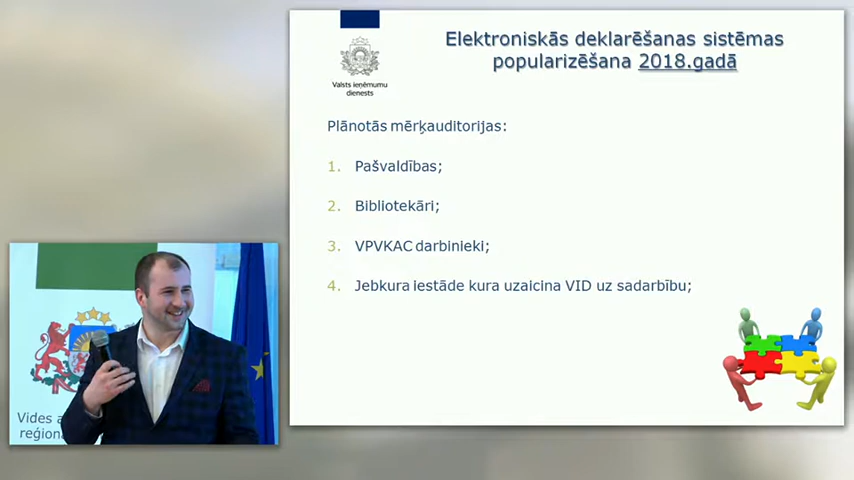 Valsts ieņēmumu
dienests
Elektroniskās deklarēšanas sistēmas
popularizēšana 2018.gadā
Plānotās mērķauditorijas:
1. Pašvaldības;
2. Bibliotekāri;
3. VPVKAC darbinieki;
4. Jebkura iestāde kura uzaicina VID uz sadarbību;
Vides a
reģiona